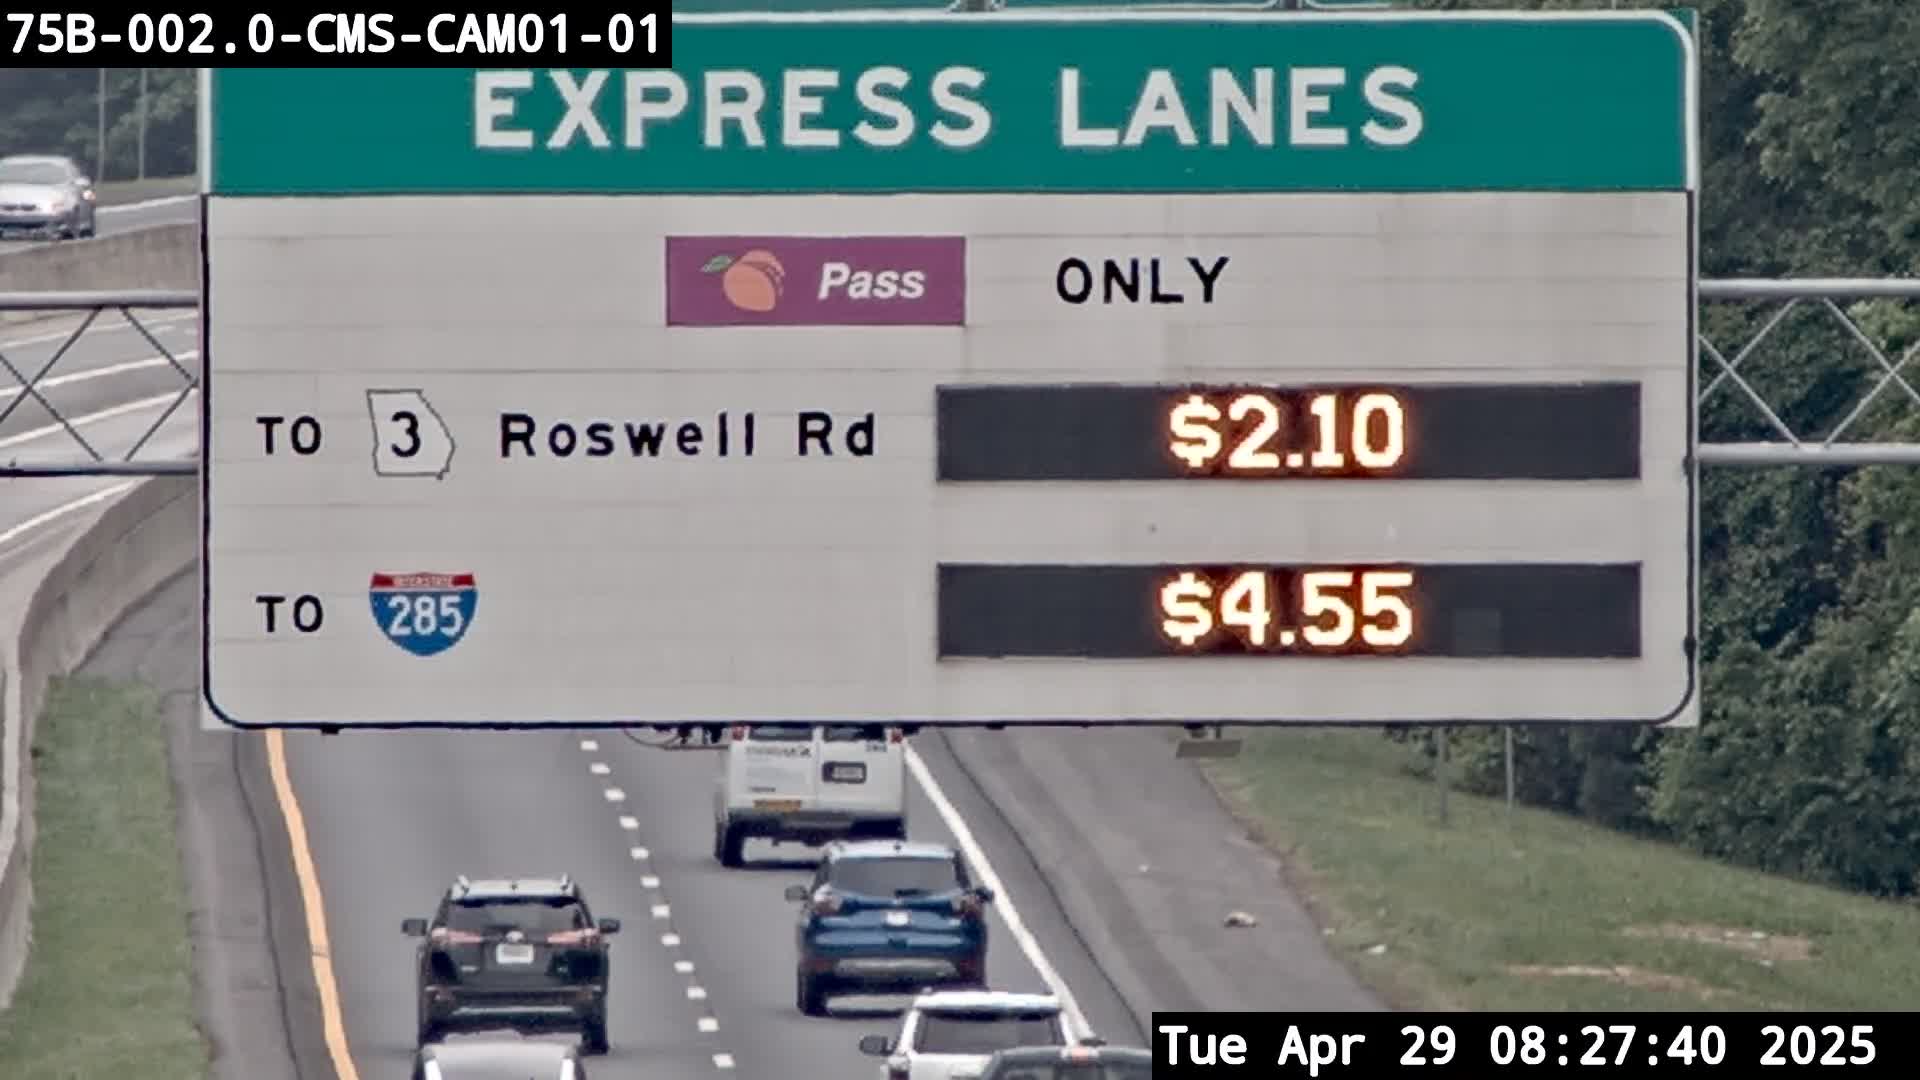 75B-002.0-CMS-CAM01-01
EXPRESS LANES
Pass ONLY
TO 3 Roswell Rd $2.10
TO INTERSTATE 285 $4.55
Tue Apr 29 08:27:40 2025